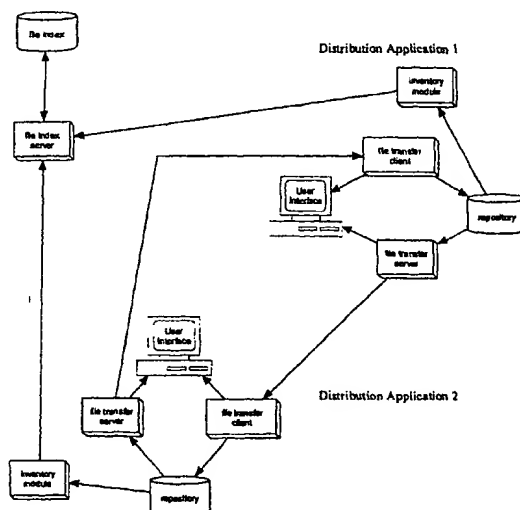 file index
Distribution Application 1
inventory
module
file index
server
file transfer
client
User
Interface
repository
file transfer
server
User
Interface
Distribution Application 2
file transfer
server
file transfer
client
inventory
module
repository